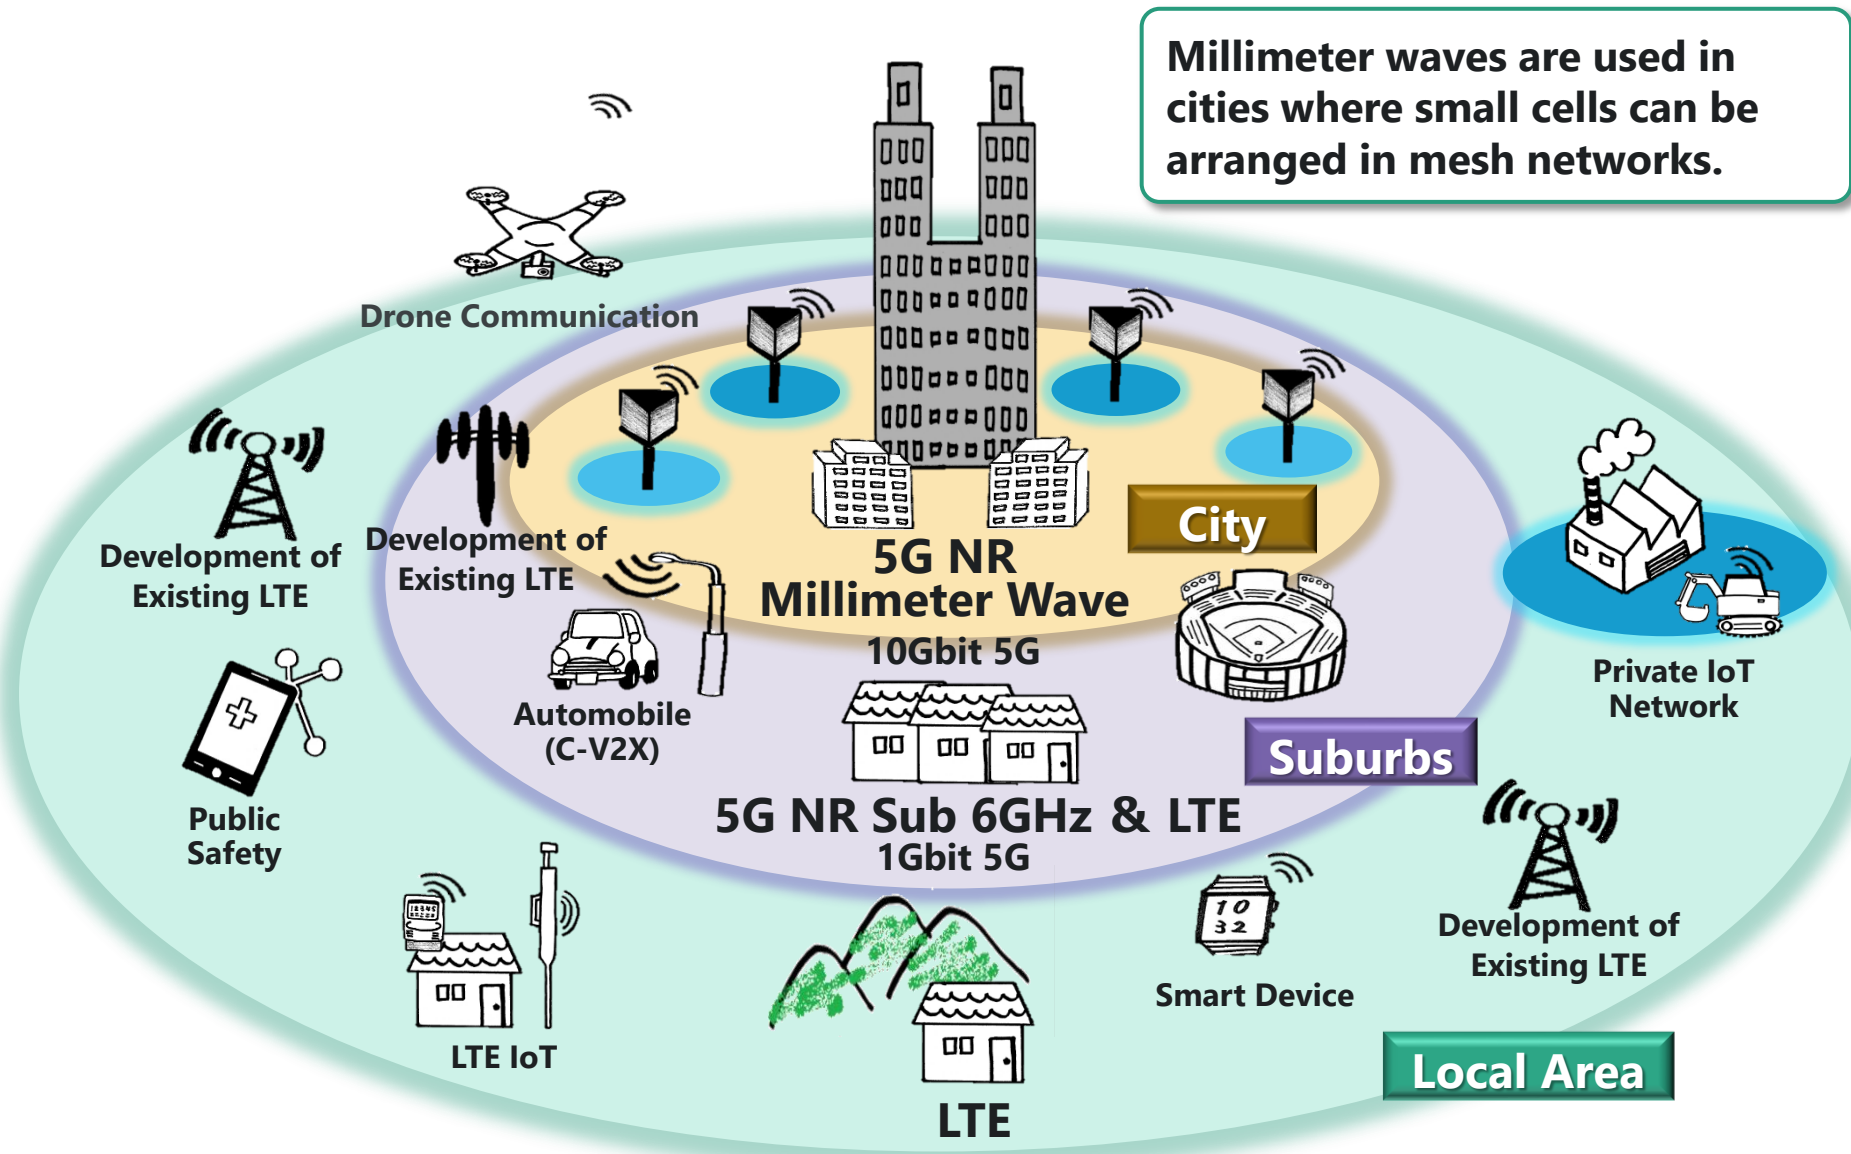 Millimeter waves are used in
cities where small cells can be
arranged in mesh networks.
Drone Communication
Development of
Existing LTE
Development of
Existing LTE
City
5G NR
Millimeter Wave
10Gbit 5G
Automobile
(C-V2X)
Private IoT
Network
Suburbs
5G NR Sub 6GHz & LTE
1Gbit 5G
Public
Safety
10
32
Smart Device
Development of
Existing LTE
LTE IoT
Local Area
LTE